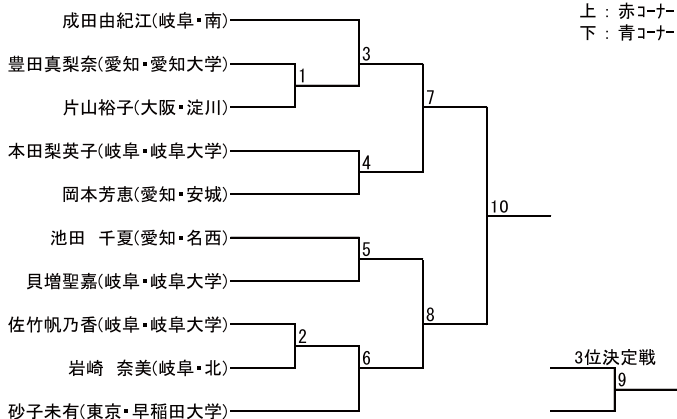 上：赤コーナー
下：青コーナー
成田由紀江(岐阜・南)
3
豊田真梨奈(愛知・愛知大学)
1
7
片山裕子(大阪・淀川)
本田梨英子(岐阜・岐阜大学)
4
岡本芳恵(愛知・安城)
10
池田　千夏(愛知・名西)
5
貝増聖嘉(岐阜・岐阜大学)
8
佐竹帆乃香(岐阜・岐阜大学)
2
6
岩崎　奈美(岐阜・北)
3位決定戦
9
砂子未有(東京・早稲田大学)